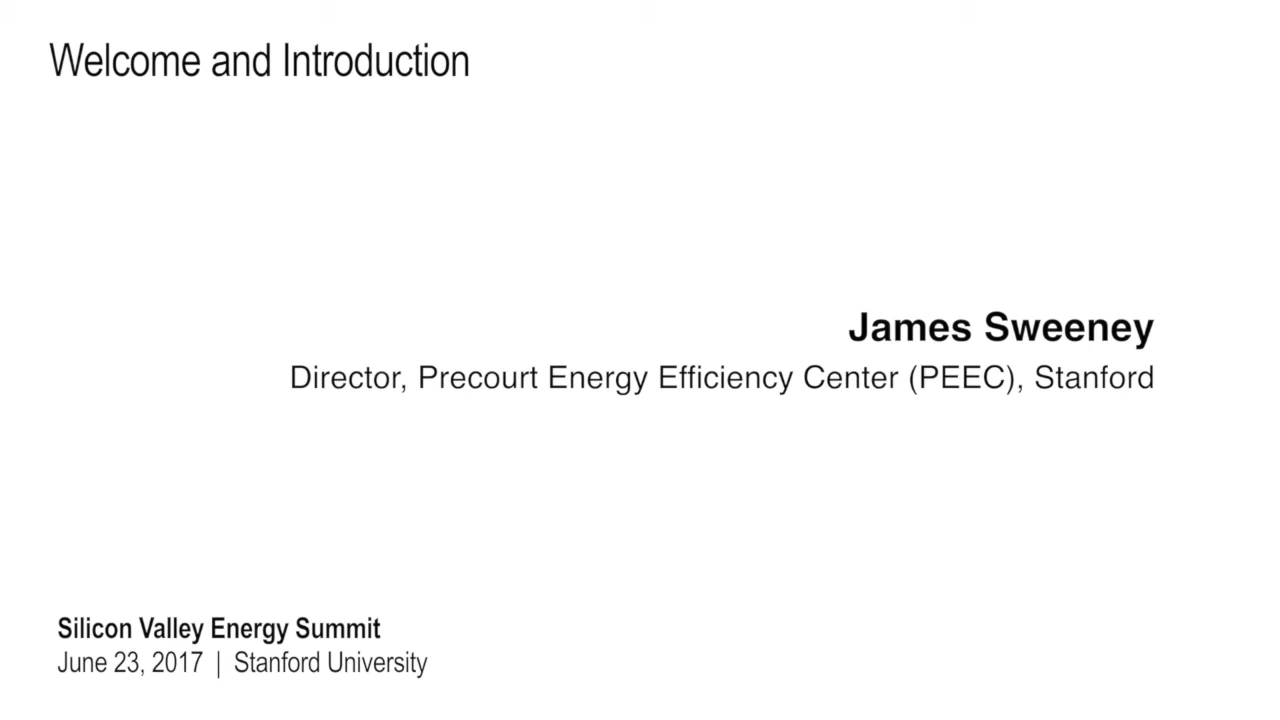 Welcome and Introduction
James Sweeney
Director, Precourt Energy Efficiency Center (PEEC), Stanford
Silicon Valley Energy Summit
June 23, 2017 | Stanford University